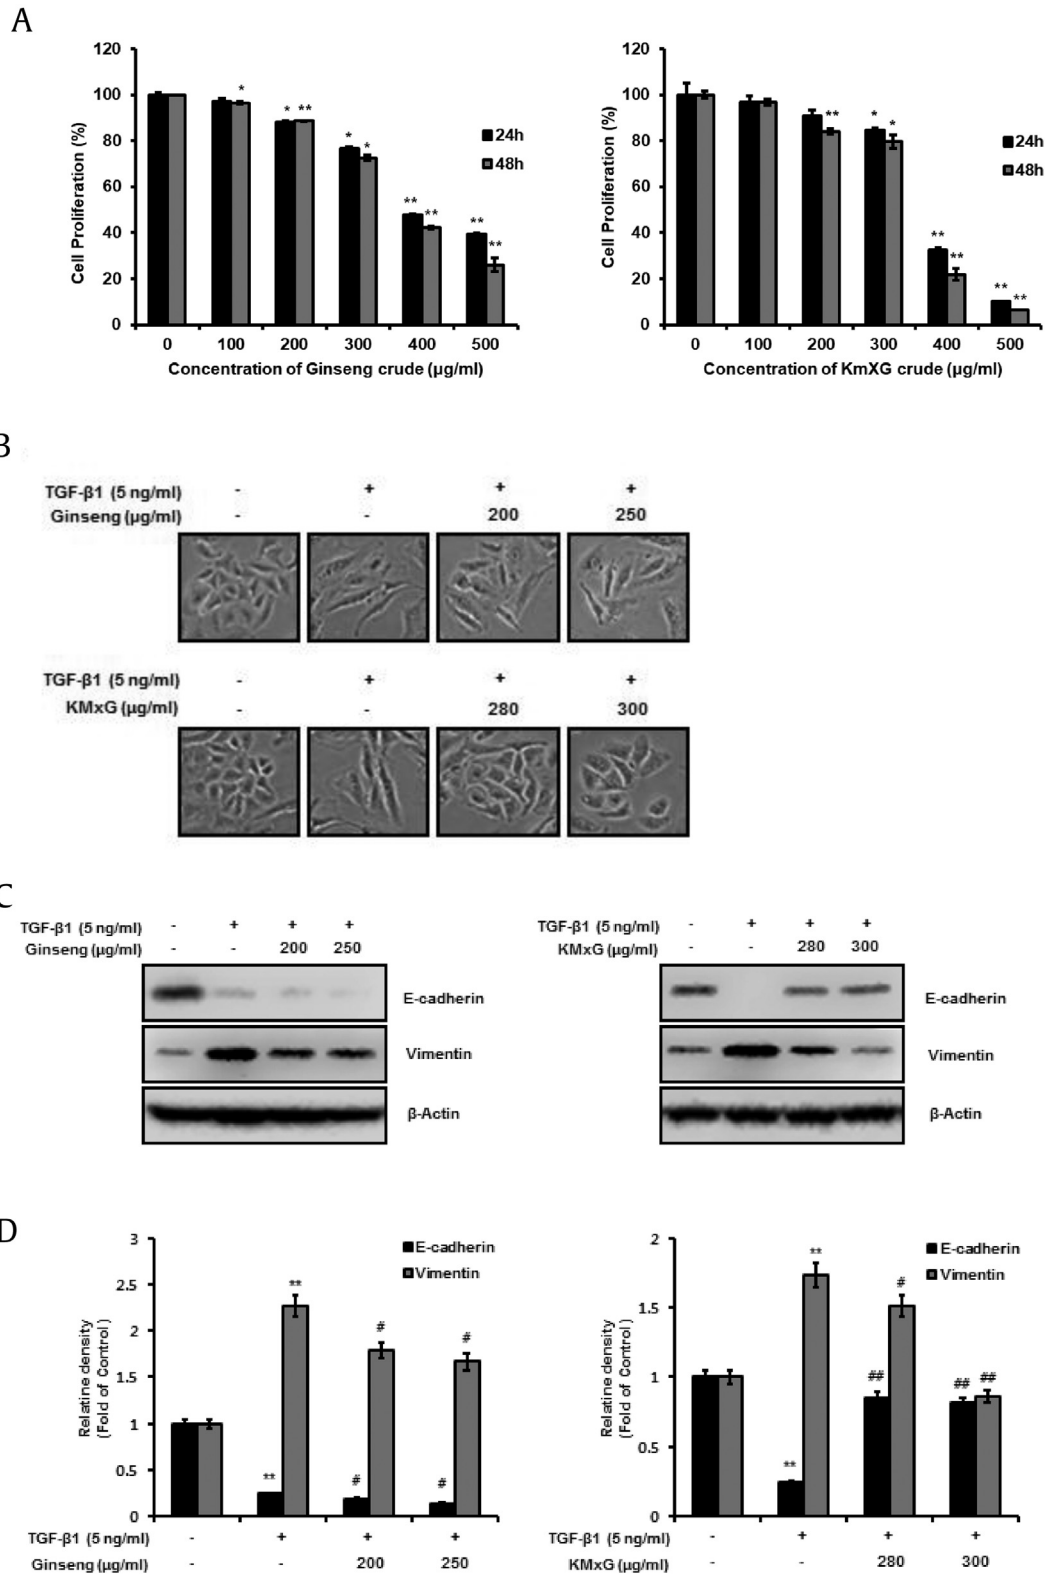 A
120
100
80
60
40
20
0
Cell Proliferation (%)
* * ** * * ** ** ** **
24h
48h
0 100 200 300 400 500
Concentration of Ginseng crude (µg/ml)
120
100
80
60
40
20
0
Cell Proliferation (%)
** * * ** ** ** **
24h
48h
0 100 200 300 400 500
Concentration of KmXG crude (µg/ml)
B
TGF-β1 (5 ng/ml) - + + +
Ginseng (µg/ml) - - 200 250
TGF-β1 (5 ng/ml) - + + +
KMxG (µg/ml) - - 280 300
C
TGF-β1 (5 ng/ml) - + + +
Ginseng (µg/ml) - - 200 250
E-cadherin
Vimentin
β-Actin
TGF-β1 (5 ng/ml) - + + +
KMxG (µg/ml) - - 280 300
E-cadherin
Vimentin
β-Actin
D
3
2.5
2
1.5
1
0.5
0
Relatine density
(Fold of Control)
E-cadherin
Vimentin
** ** # # # #
TGF-β1 (5 ng/ml) - + + +
Ginseng (µg/ml) - - 200 250
2
1.5
1
0.5
0
Relatine density
(Fold of Control)
E-cadherin
Vimentin
** ** ## # ## ##
TGF-β1 (5 ng/ml) - + + +
KMxG (µg/ml) - - 280 300